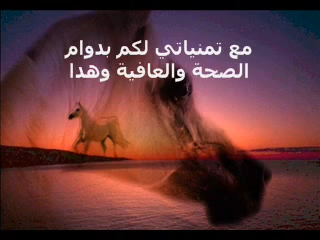 مع تمنياتي لكم بدوام
الصحة والعافية وهدا